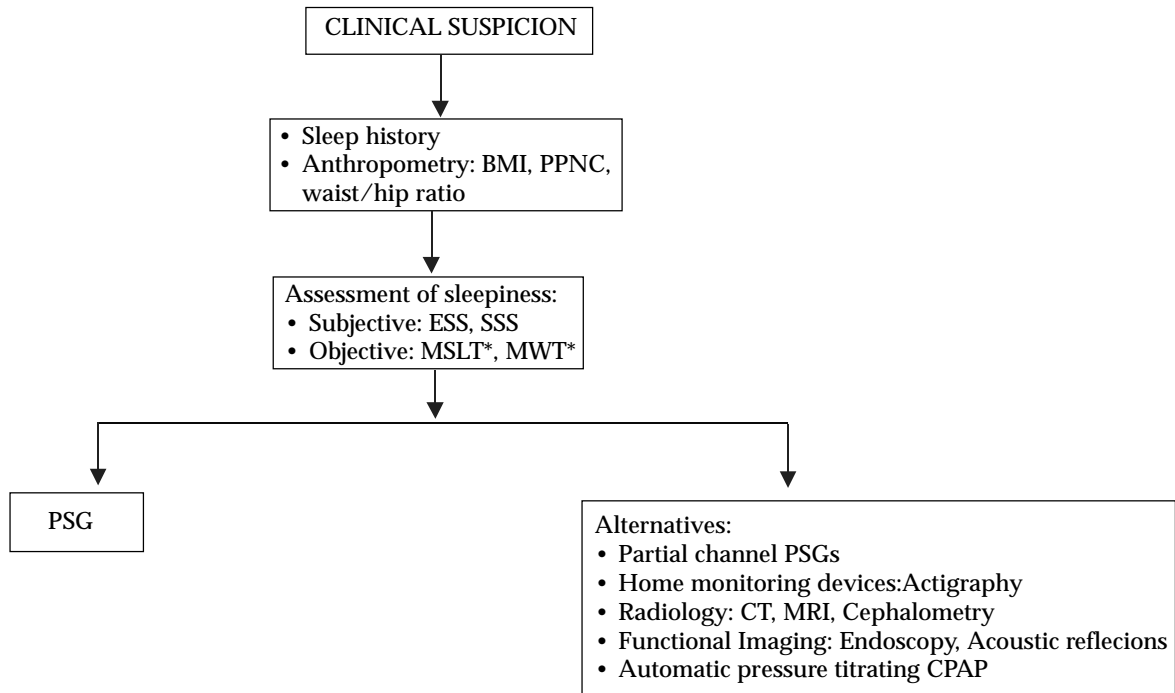 CLINICAL SUSPICION
• Sleep history
• Anthropometry: BMI, PPNC,
waist/hip ratio
Assessment of sleepiness:
• Subjective: ESS, SSS
• Objective: MSLT*, MWT*
PSG
Alternatives:
• Partial channel PSGs
• Home monitoring devices:Actigraphy
• Radiology: CT, MRI, Cephalometry
• Functional Imaging: Endoscopy, Acoustic reflecions
• Automatic pressure titrating CPAP